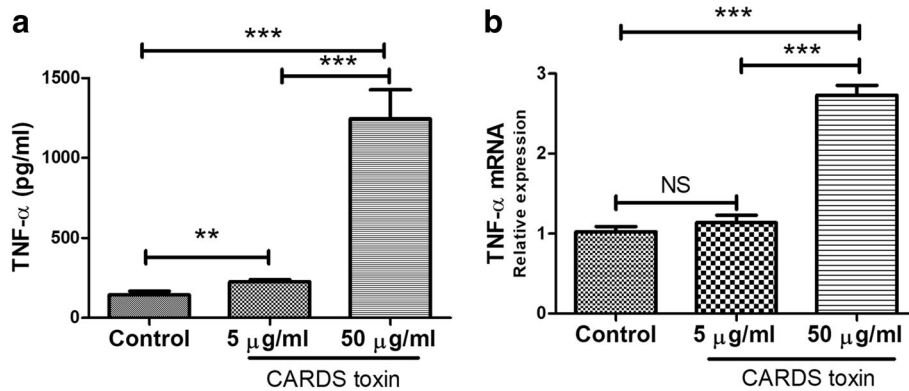 a
***
***
**
TNF-α (pg/ml)
1500
1000
500
0
Control
5 μg/ml
50 μg/ml
CARDS toxin
b
***
***
NS
TNF-α mRNA
Relative expression
3
2
1
0
Control
5 μg/ml
50 μg/ml
CARDS toxin